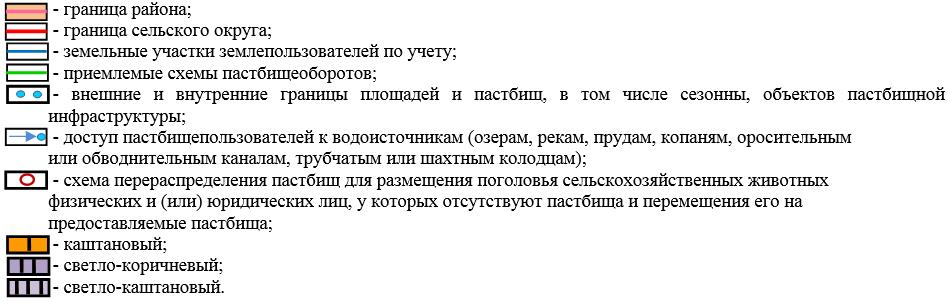 - граница района;
- граница сельского округа;
- земельные участки землепользователей по учету;
- приемлемые схемы пастбищеоборотов;
- внешние и внутренние границы площадей и пастбищ, в том числе сезонны, объектов пастбищной
инфраструктуры;
- доступ пастбищепользователей к водоисточникам (озерам, рекам, прудам, копаням, оросительным
или обводнительным каналам, трубчатым или шахтным колодцам);
- схема перераспределения пастбищ для размещения поголовья сельскохозяйственных животных
физических и (или) юридических лиц, у которых отсутствуют пастбища и перемещения его на
предоставляемые пастбища;
- каштановый;
- светло-коричневый;
- светло-каштановый.